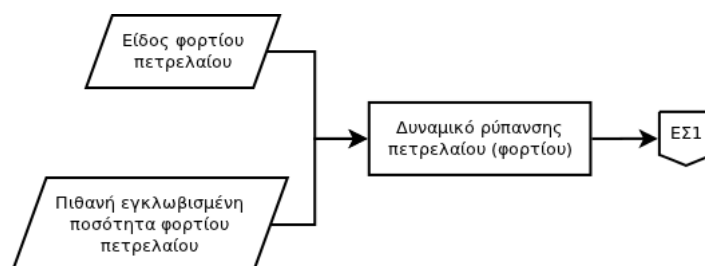 Είδος φορτίου
πετρελαίου
Πιθανή εγκλωβισμένη
ποσότητα φορτίου
πετρελαίου
Δυναμικό ρύπανσης
πετρελαίου (φορτίου)
ΕΣ1